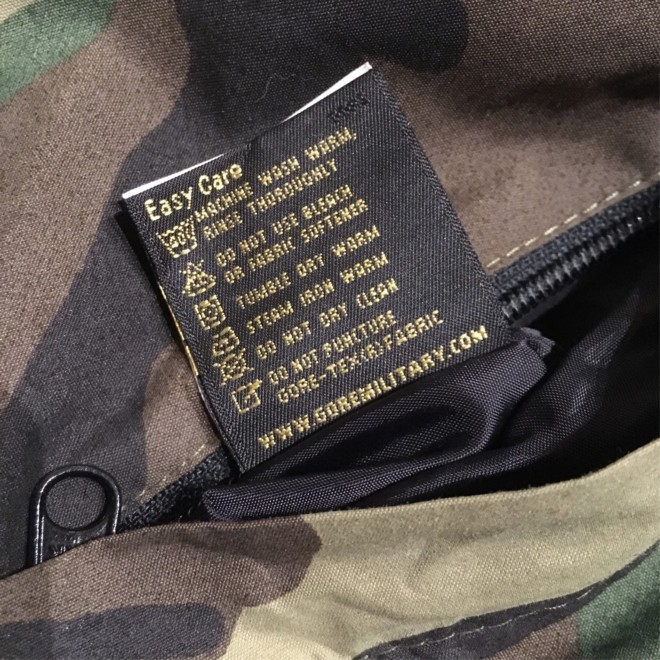 Easy Care
MACHINE WASH WARM,
RINSE THOROUGHLY
DO NOT USE BLEACH
OR FABRIC SOFTENER
TUMBLE DRY WARM
STEAM IRON WARM
DO NOT DRY CLEAN
DO NOT PUNCTURE
GORE-TEX(R)FABRIC
WWW.GOREMILITARY.COM